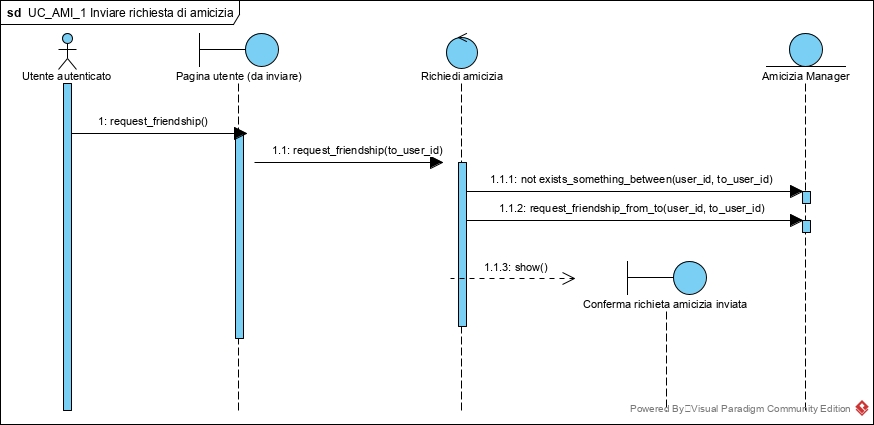 sd UC_AMI_1 Inviare richiesta di amicizia
Utente autenticato
Pagina utente (da inviare)
Richiedi amicizia
Amicizia Manager
1: request_friendship()
1.1: request_friendship(to_user_id)
1.1.1: not exists_something_between(user_id, to_user_id)
1.1.2: request_friendship_from_to(user_id, to_user_id)
1.1.3: show()
Conferma richieta amicizia inviata
Powered By Visual Paradigm Community Edition